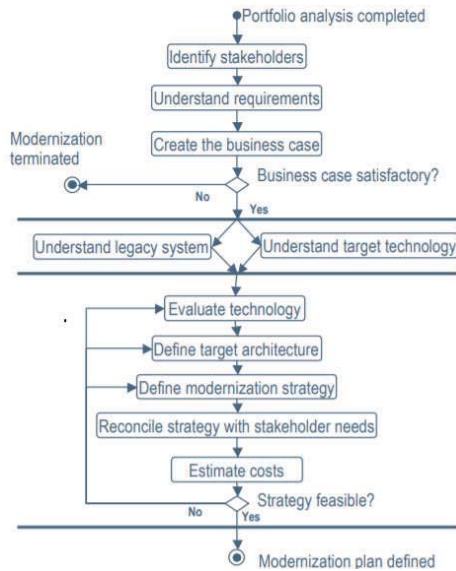 Portfolio analysis completed
Identify stakeholders
Understand requirements
Create the business case
Modernization
terminated
Business case satisfactory?
No
Yes
Understand legacy system
Understand target technology
Evaluate technology
Define target architecture
Define modernization strategy
Reconcile strategy with stakeholder needs
Estimate costs
Strategy feasible?
No
Yes
Modernization plan defined